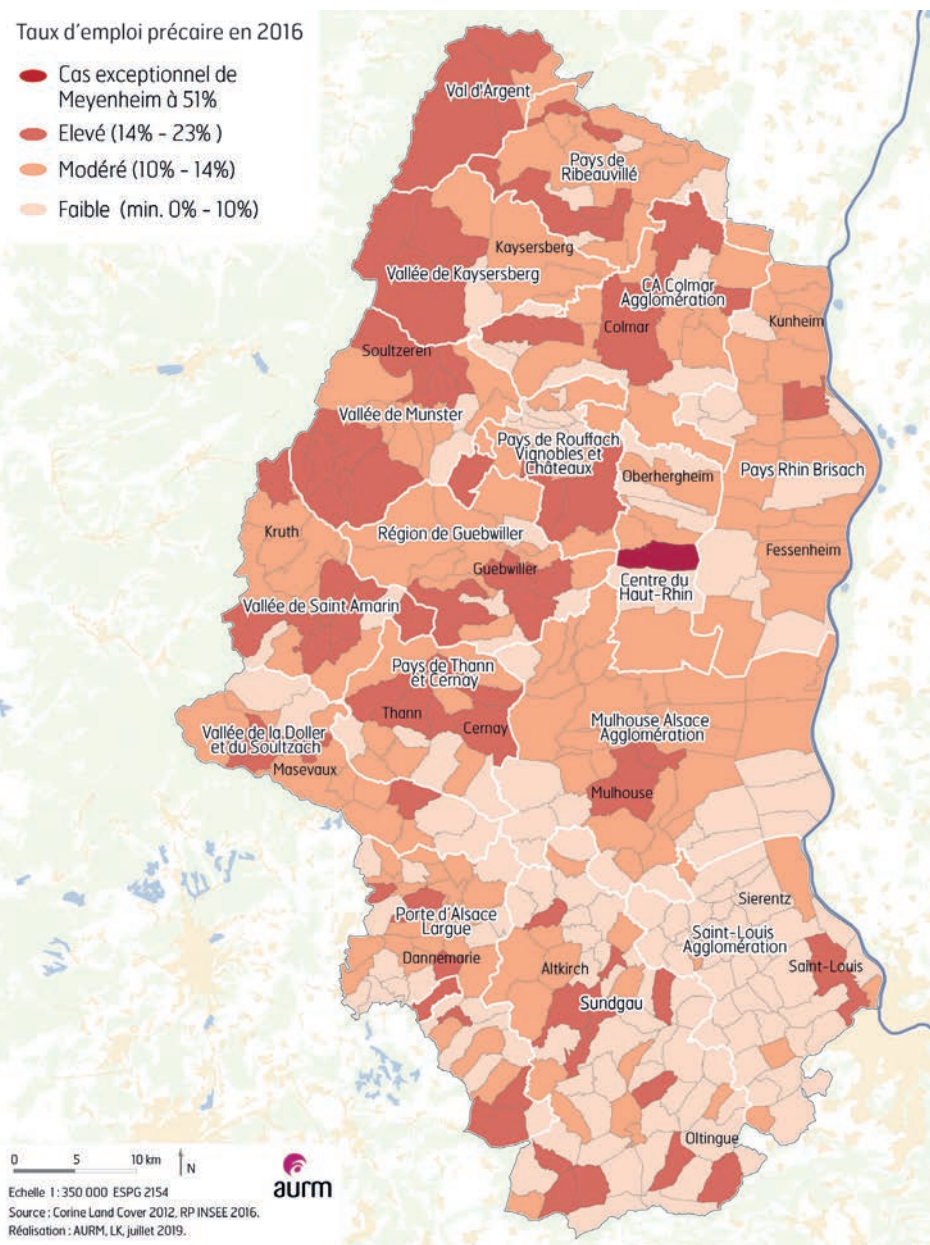 Taux d'emploi précaire en 2016
Cas exceptionnel de
Meyenheim à 51%
Elevé (14% - 23% )
Modéré (10% - 14%)
Faible (min. 0% - 10%)
Val d'Argent
Pays de
Ribeauvillé
Kaysersberg
Vallée de Kaysersberg
CA Colmar
Agglomération
Kunheim
Colmar
Soultzeren
Vallée de Munster
Pays de Rouffach
Vignobles et
Châteaux
Oberhergheim
Pays Rhin Brisach
Kruth
Région de Guebwiller
Fessenheim
Guebwiller
Centre du
Haut-Rhin
Vallée de Saint Amarin
Pays de Thann
et Cernay
Thann
Cernay
Mulhouse Alsace
Agglomération
Vallée de la Doller
et du Soultzach
Masevaux
Mulhouse
Sierentz
Porte d'Alsace
Largue
Saint-Louis
Agglomération
Dannemarie
Altkirch
Saint-Louis
Sundgau
Oltingue
0 5 10 km N
aurm
Echelle 1 : 350 000 ESPG 2154
Source : Corine Land Cover 2012, RP INSEE 2016.
Réalisation : AURM, LK, juillet 2019.